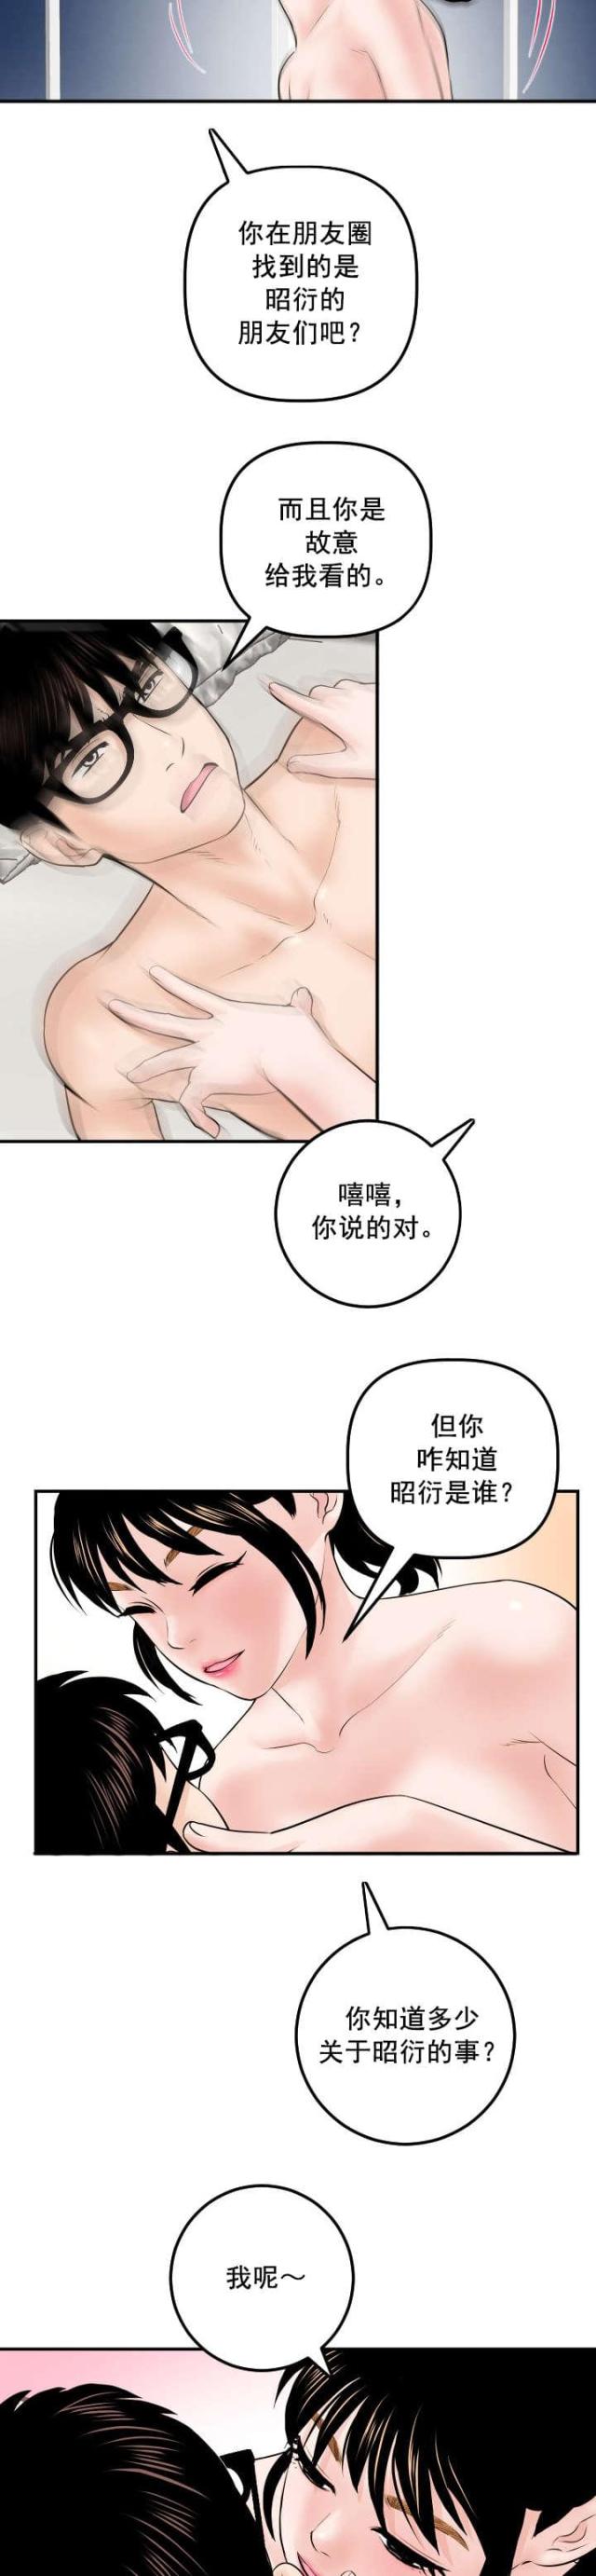 你在朋友圈
找到的是
昭衍的
朋友们吧？
而且你是
故意
给我看的。
嘻嘻，
你说的对。
但你
咋知道
昭衍是谁？
你知道多少
关于昭衍的事？
我呢～